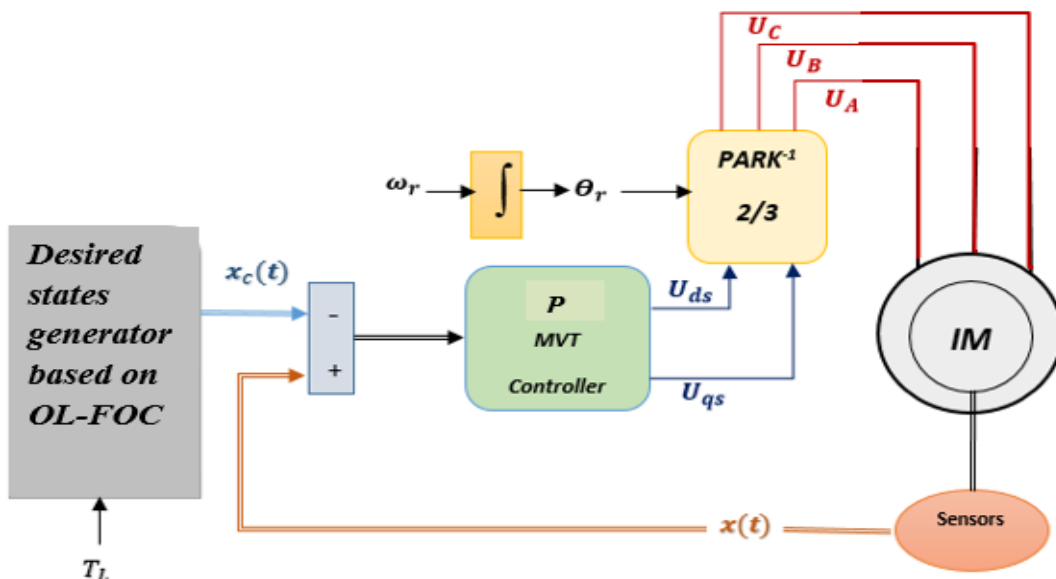 U_C
U_B
U_A
PARK⁻¹
2/3
ω_r
∫
θ_r
Desired
states
generator
based on
OL-FOC
x_c(t)
-
+
P
MVT
Controller
U_ds
U_qs
IM
x(t)
Sensors
T_L